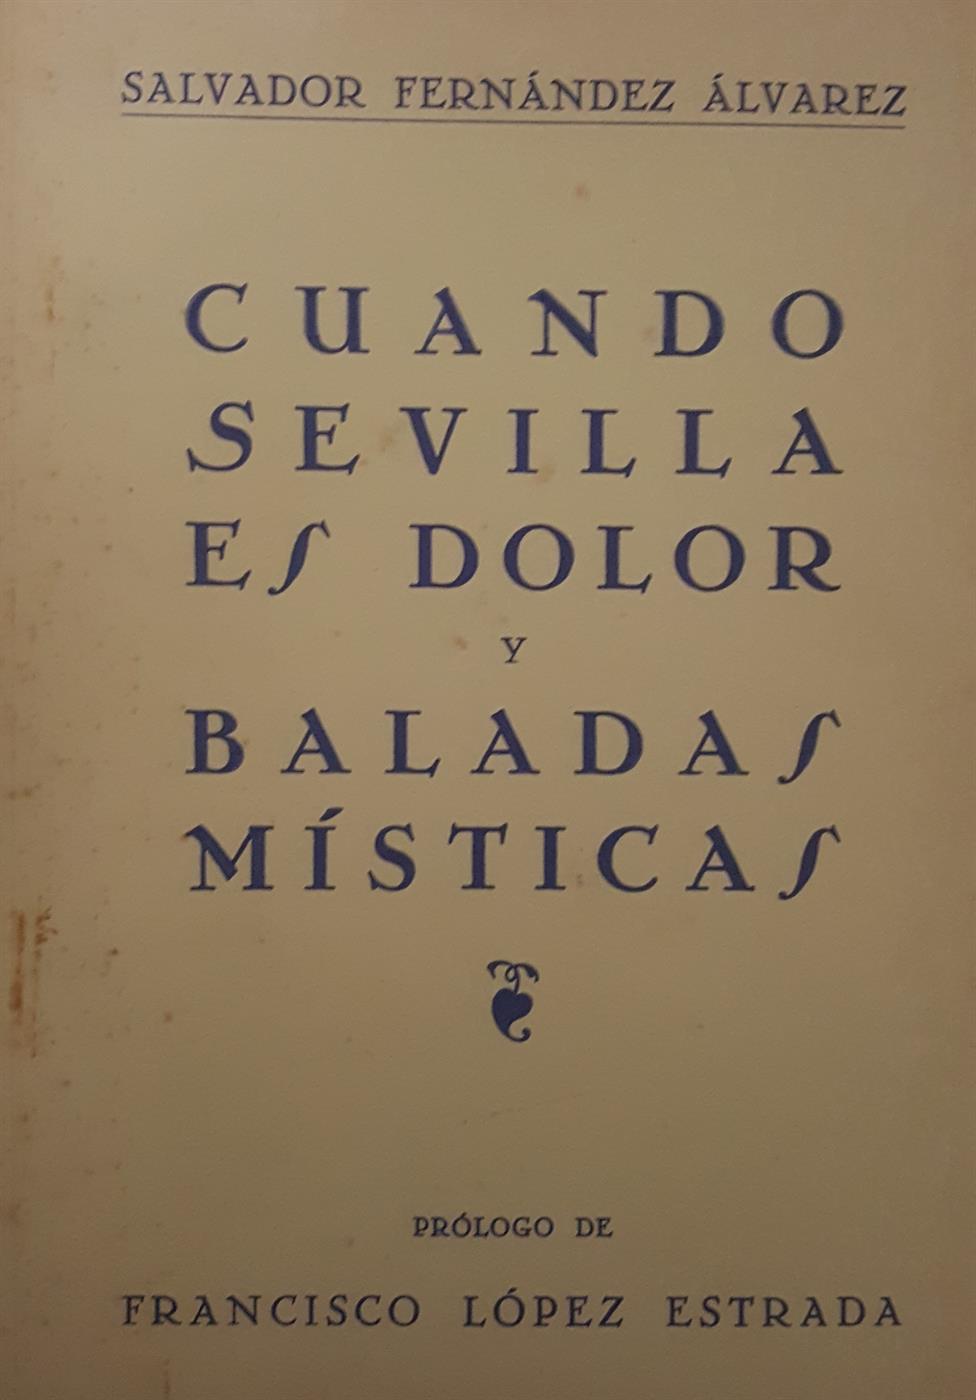 SALVADOR FERNÁNDEZ ÁLVAREZ
CUANDO
SEVILLA
ES DOLOR
Y
BALADAS
MÍSTICAS
PRÓLOGO DE
FRANCISCO LÓPEZ ESTRADA